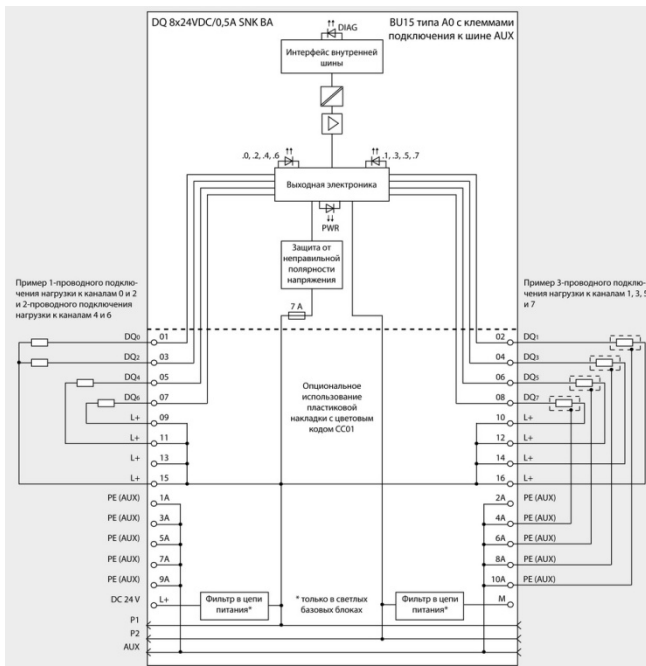 DQ 8x24VDC/0,5A SNK BA
BU15 типа A0 с клеммами
подключения к шине AUX
DIAG
Интерфейс внутренней
шины
.0, .2, .4, .6
.1, .3, .5, .7
Выходная электроника
PWR
Защита от
неправильной
полярности
напряжения
7 A
Пример 1-проводного подклю-
чения нагрузки к каналам 0 и 2
и 2-проводного подключения
нагрузки к каналам 4 и 6
Пример 3-проводного подклю-
чения нагрузки к каналам 1, 3, 5
и 7
DQ0 01
02 DQ1
DQ2 03
04 DQ3
DQ4 05
06 DQ5
DQ6 07
08 DQ7
L+ 09
10 L+
L+ 11
12 L+
L+ 13
14 L+
L+ 15
16 L+
Опциональное
использование
пластиковой
накладки с цветовым
кодом CC01
PE (AUX) 1A
2A PE (AUX)
PE (AUX) 3A
4A PE (AUX)
PE (AUX) 5A
6A PE (AUX)
PE (AUX) 7A
8A PE (AUX)
PE (AUX) 9A
10A PE (AUX)
DC 24 V L+
Фильтр в цепи
питания*
* только в светлых
базовых блоках
Фильтр в цепи
питания*
M
P1
P2
AUX